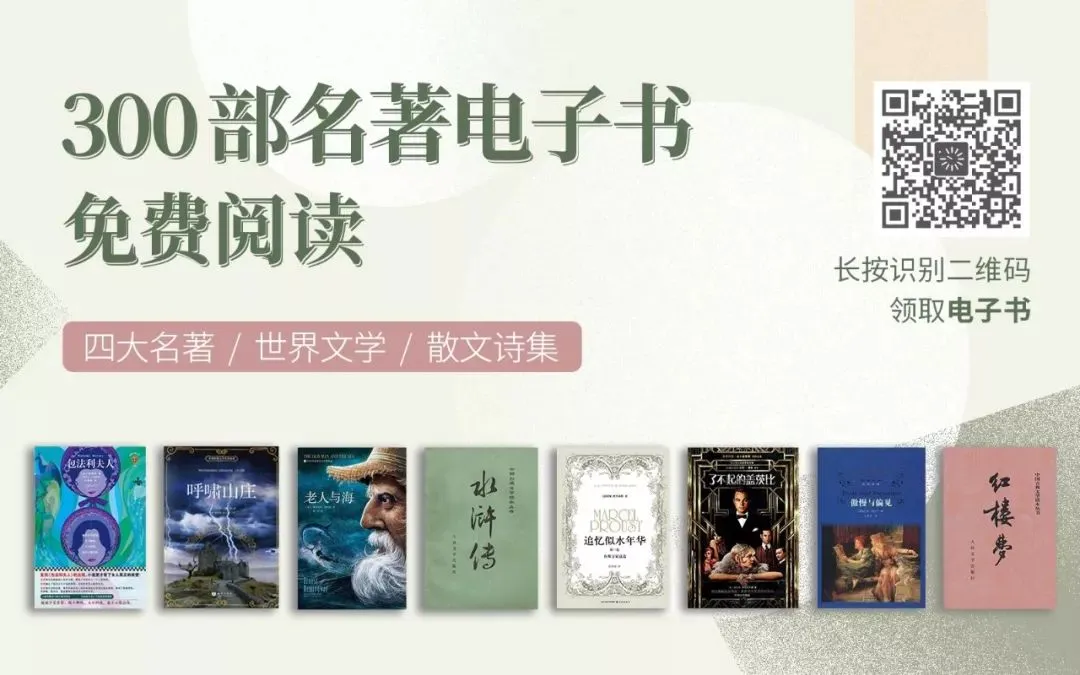 300部名著电子书
免费阅读
长按识别二维码
领取电子书
四大名著 / 世界文学 / 散文诗集
包法利夫人
呼啸山庄
老人与海
水浒传
MARCEL
PROUST
追忆似水年华
了不起的盖茨比
傲慢与偏见
红楼梦